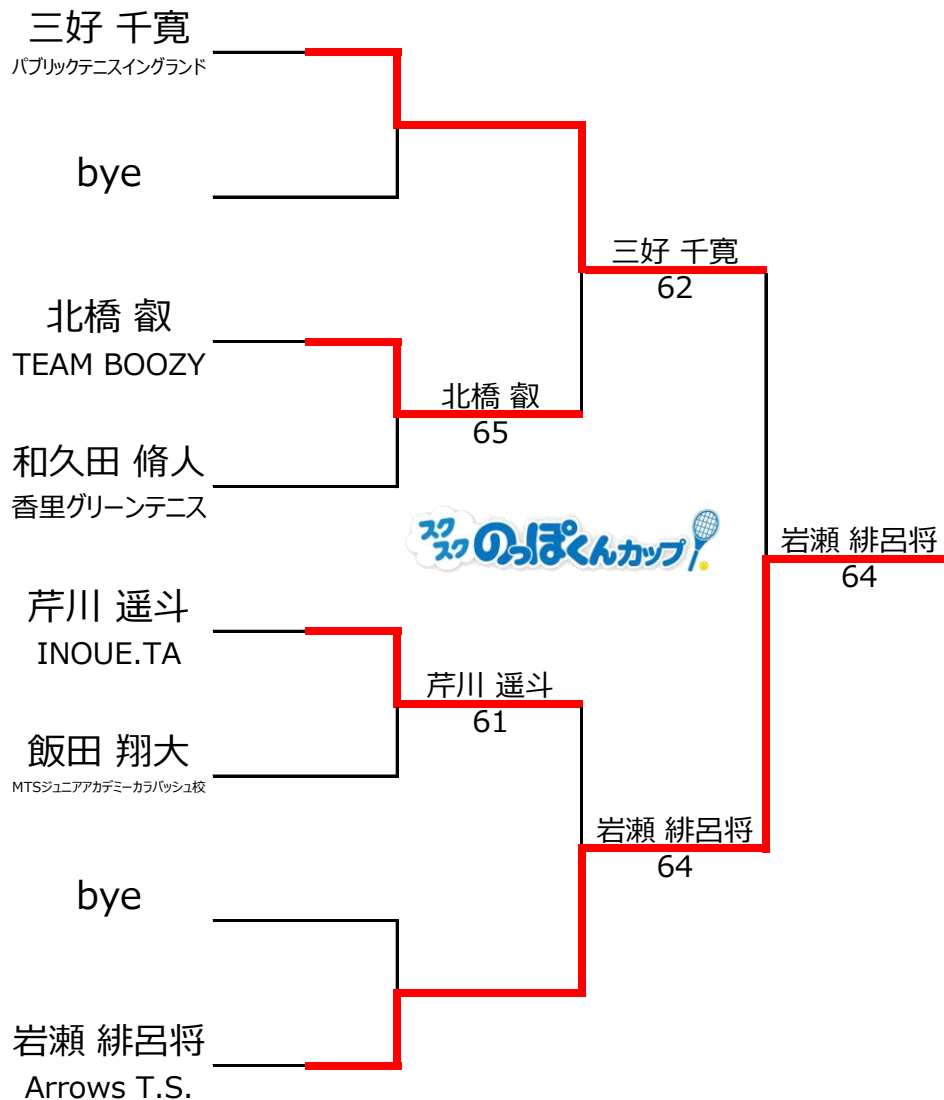 三好 千寛
パブリックテニスイングランド
bye
三好 千寛
62
北橋 叡
TEAM BOOZY
北橋 叡
65
和久田 脩人
香里グリーンテニス
スクスク のっぽくんカップ
岩瀬 緋呂将
64
芹川 遥斗
INOUE.TA
芹川 遥斗
61
飯田 翔大
MTSジュニアアカデミーカラバッシュ校
岩瀬 緋呂将
64
bye
岩瀬 緋呂将
Arrows T.S.